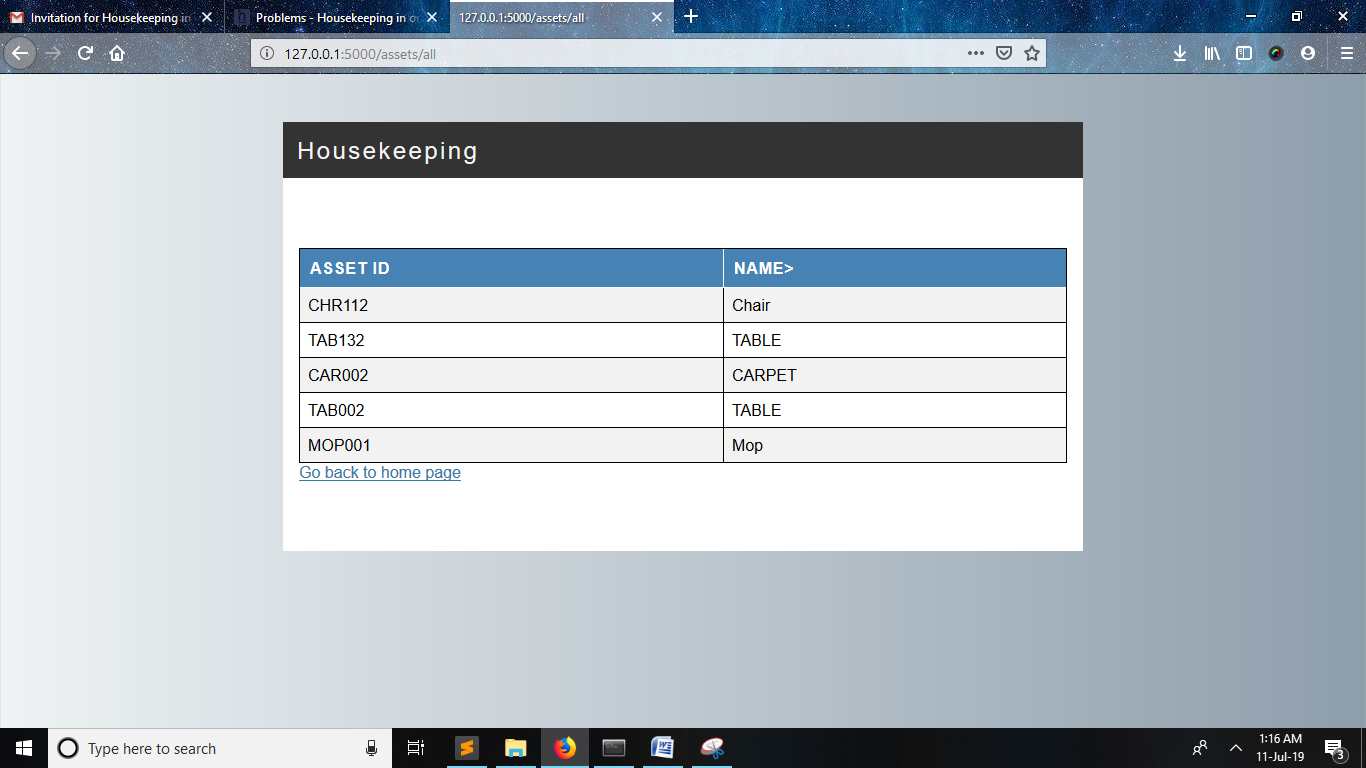 Invitation for Housekeeping in
Problems - Housekeeping in ov
127.0.0.1:5000/assets/all
127.0.0.1:5000/assets/all
Housekeeping
ASSET ID NAME>
CHR112 Chair
TAB132 TABLE
CAR002 CARPET
TAB002 TABLE
MOP001 Mop
Go back to home page
Type here to search
1:16 AM
11-Jul-19
3